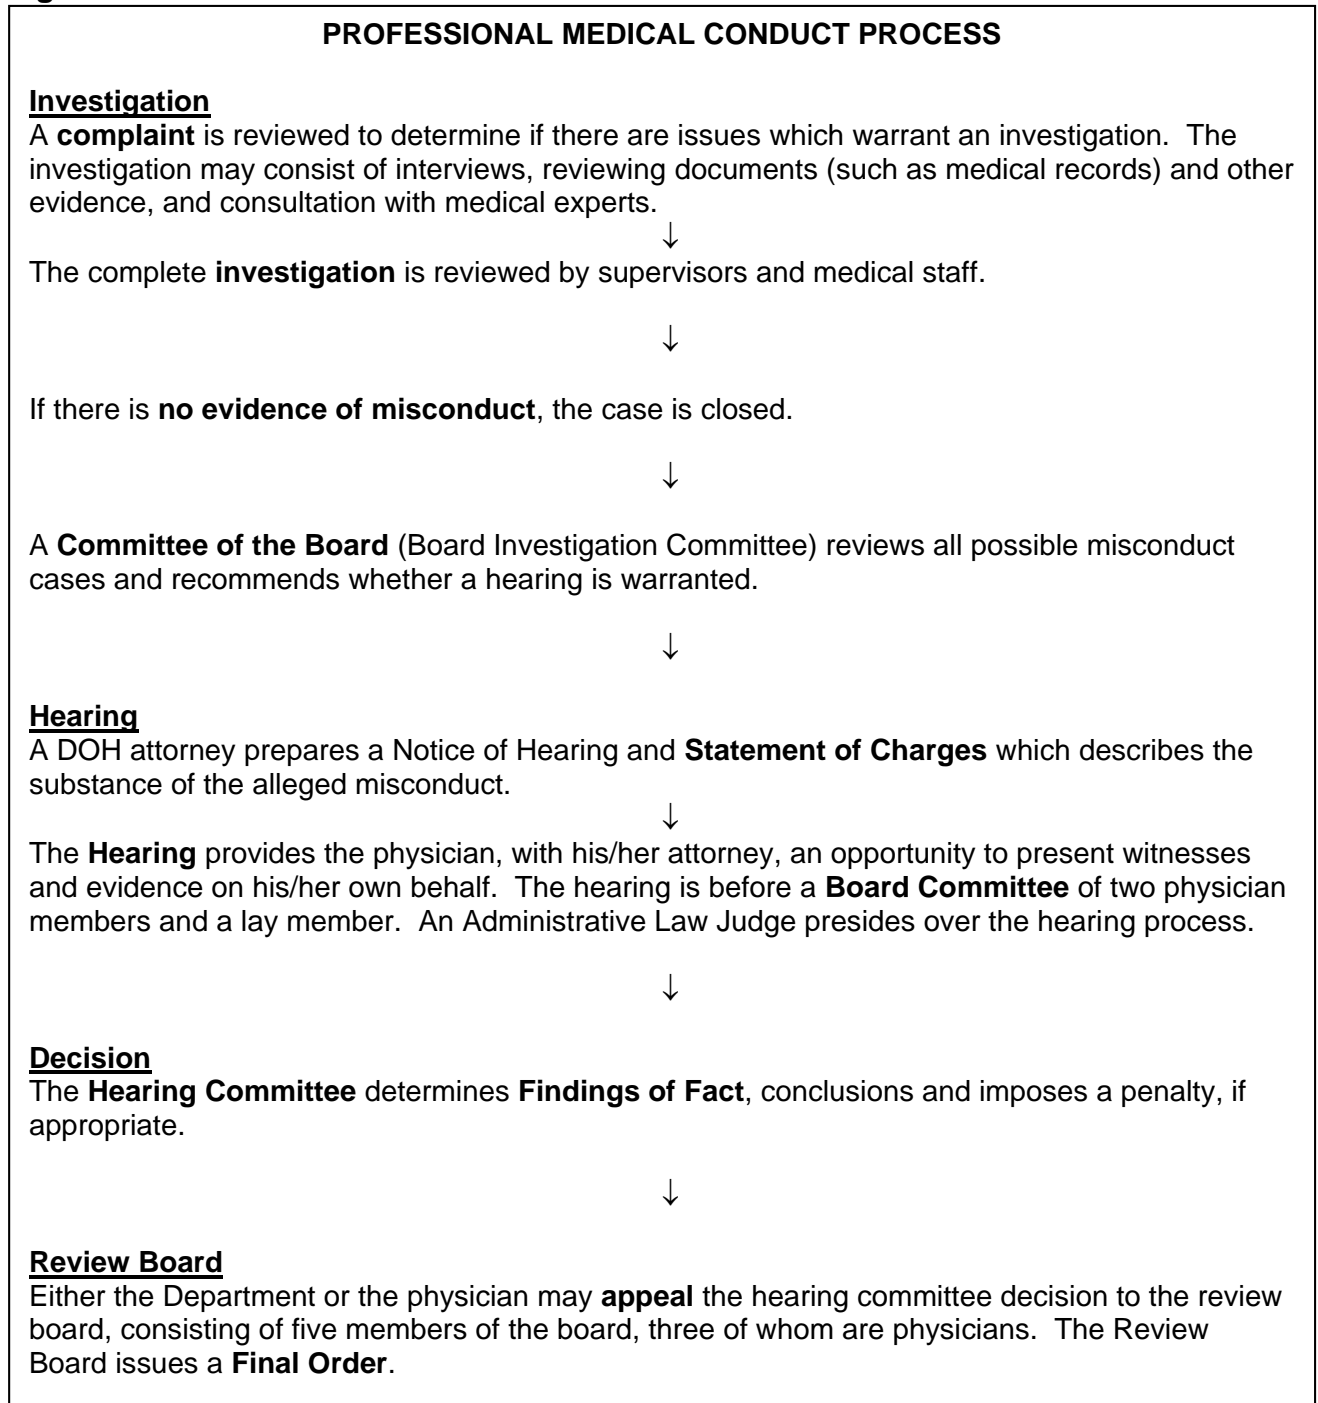 PROFESSIONAL MEDICAL CONDUCT PROCESS
Investigation
A complaint is reviewed to determine if there are issues which warrant an investigation.  The
investigation may consist of interviews, reviewing documents (such as medical records) and other
evidence, and consultation with medical experts.
↓
The complete investigation is reviewed by supervisors and medical staff.
↓
If there is no evidence of misconduct, the case is closed.
↓
A Committee of the Board (Board Investigation Committee) reviews all possible misconduct
cases and recommends whether a hearing is warranted.
↓
Hearing
A DOH attorney prepares a Notice of Hearing and Statement of Charges which describes the
substance of the alleged misconduct.
↓
The Hearing provides the physician, with his/her attorney, an opportunity to present witnesses
and evidence on his/her own behalf.  The hearing is before a Board Committee of two physician
members and a lay member.  An Administrative Law Judge presides over the hearing process.
↓
Decision
The Hearing Committee determines Findings of Fact, conclusions and imposes a penalty, if
appropriate.
↓
Review Board
Either the Department or the physician may appeal the hearing committee decision to the review
board, consisting of five members of the board, three of whom are physicians.  The Review
Board issues a Final Order.